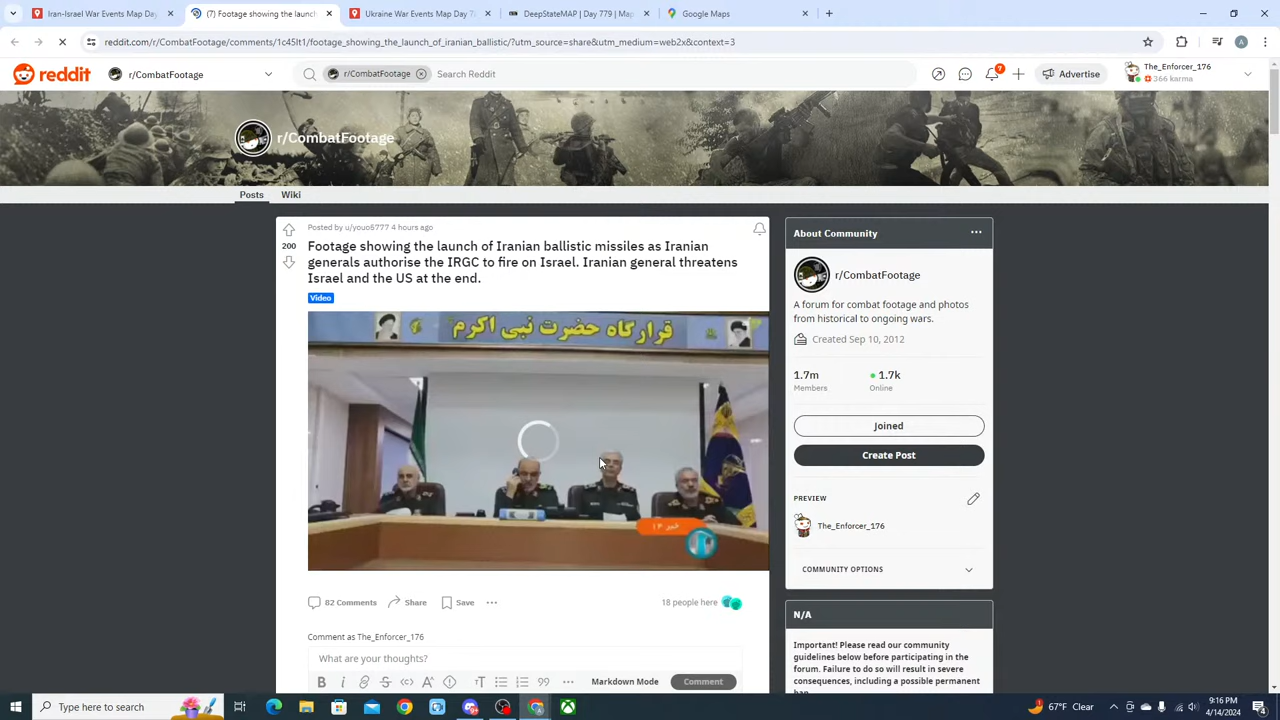 Iran-Israel War Events Map Day
(7) Footage showing the launch
Ukraine War Events Map Day 7
DeepStateMAP | Day 779 | Ma
Google Maps
reddit.com/r/CombatFootage/comments/1c45lt1/footage_showing_the_launch_of_iranian_ballistic/?utm_source=share&utm_medium=web2x&context=3
A
reddit
r/CombatFootage
r/CombatFootage
Search Reddit
7
Advertise
The_Enforcer_176
366 karma
r/CombatFootage
Posts
Wiki
Posted by u/youo5777 4 hours ago
200
Footage showing the launch of Iranian ballistic missiles as Iranian
generals authorise the IRGC to fire on Israel. Iranian general threatens
Israel and the US at the end.
Video
قرارگاه حضرت نبی اکرم
خبر ۱۴
82 Comments
Share
Save
18 people here
Comment as The_Enforcer_176
What are your thoughts?
Markdown Mode
Comment
About Community
r/CombatFootage
A forum for combat footage and photos
from historical to ongoing wars.
Created Sep 10, 2012
1.7m
1.7k
Members
Online
Joined
Create Post
PREVIEW
The_Enforcer_176
COMMUNITY OPTIONS
N/A
Important! Please read our community
guidelines below before participating in the
forum. Failure to do so will result in severe
consequences, including a possible permanent
ban.
Type here to search
67°F Clear
9:16 PM
4/14/2024